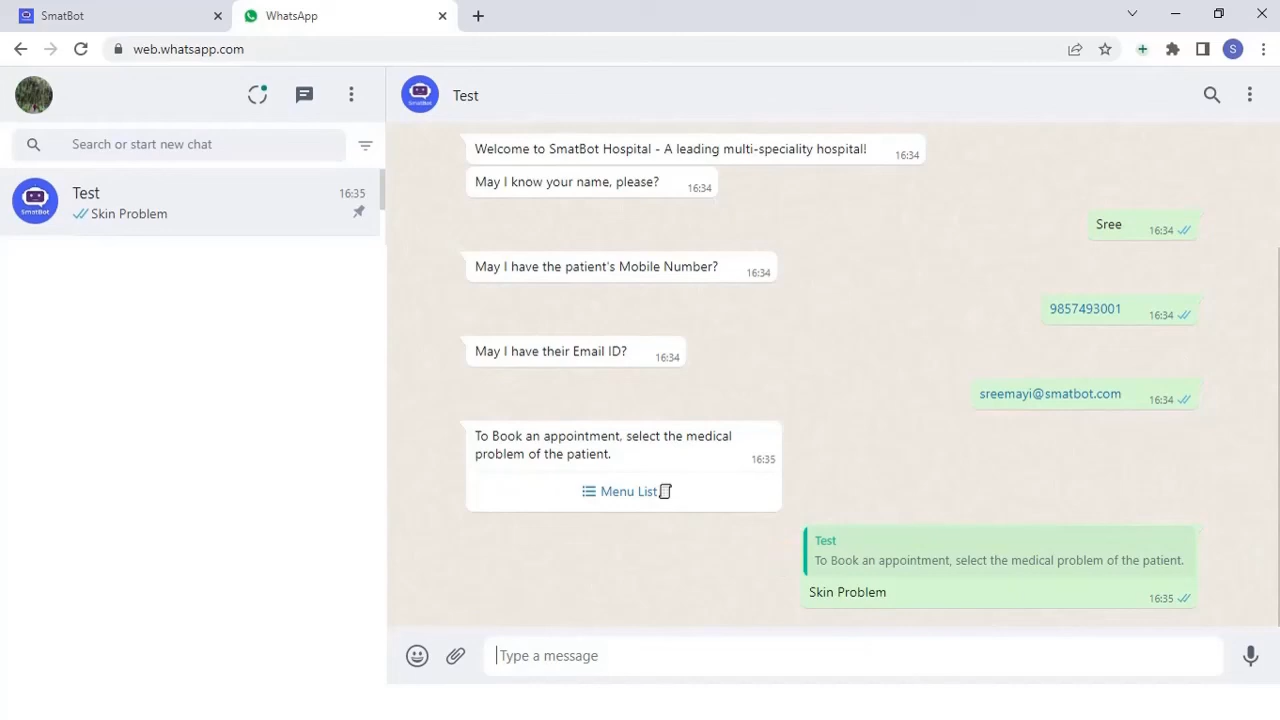 SmatBot
WhatsApp
web.whatsapp.com
S
Test
Search or start new chat
SmatBot
Test
16:35
SmatBot
Skin Problem
Welcome to SmatBot Hospital - A leading multi-speciality hospital!
16:34
May I know your name, please?
16:34
Sree
16:34
May I have the patient's Mobile Number?
16:34
9857493001
16:34
May I have their Email ID?
16:34
sreemayi@smatbot.com
16:34
To Book an appointment, select the medical
problem of the patient.
16:35
Menu List
Test
To Book an appointment, select the medical problem of the patient.
Skin Problem
16:35
Type a message